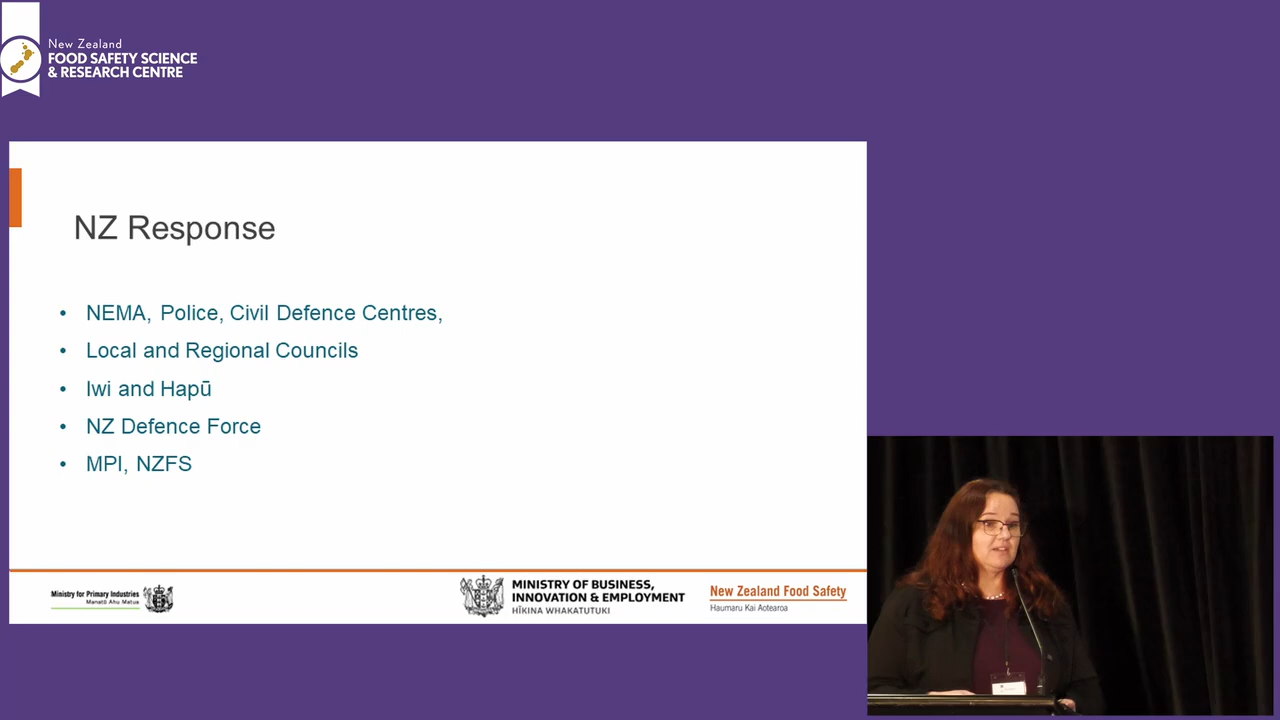 New Zealand
FOOD SAFETY SCIENCE
& RESEARCH CENTRE
NZ Response
• NEMA, Police, Civil Defence Centres,
• Local and Regional Councils
• Iwi and Hapū
• NZ Defence Force
• MPI, NZFS
Ministry for Primary Industries
Manatū Ahu Matua
MINISTRY OF BUSINESS,
INNOVATION & EMPLOYMENT
HĪKINA WHAKATUTUKI
New Zealand Food Safety
Haumaru Kai Aotearoa